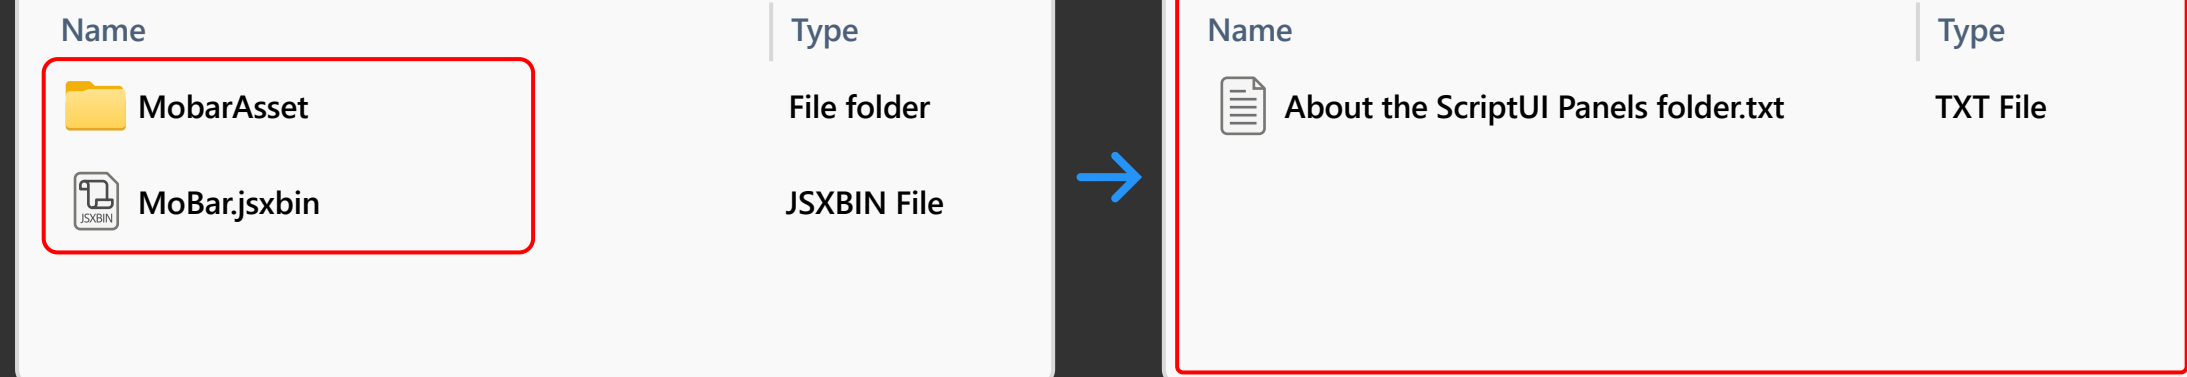 Name Type
MobarAsset File folder
JSXBIN MoBar.jsxbin JSXBIN File
Name Type
About the ScriptUI Panels folder.txt TXT File